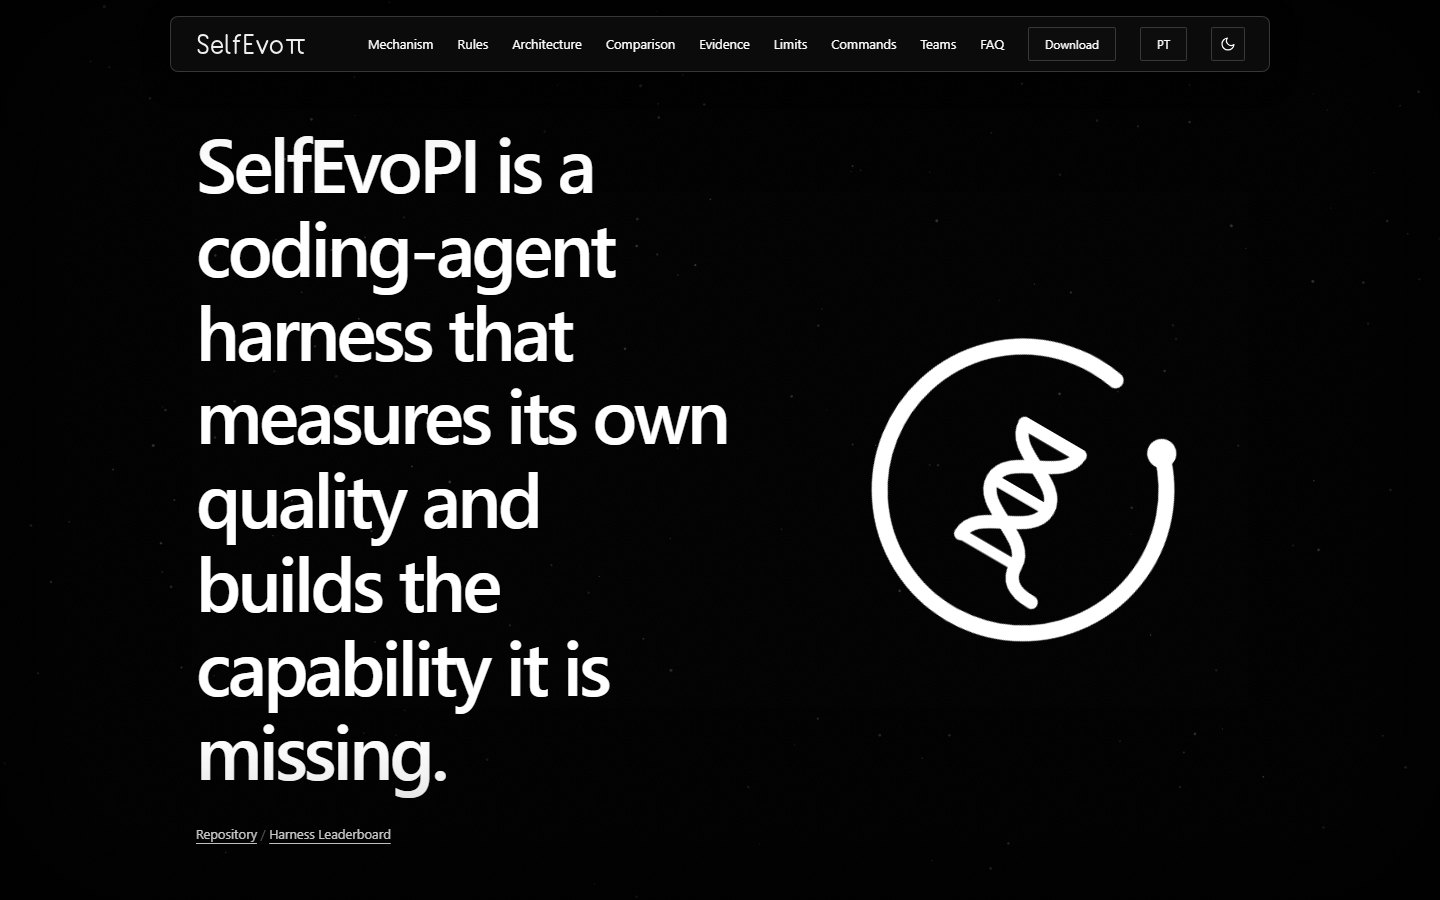 SelfEvoπ
Mechanism Rules Architecture Comparison Evidence Limits Commands Teams FAQ Download PT
SelfEvoPI is a
coding-agent
harness that
measures its own
quality and
builds the
capability it is
missing.
Repository / Harness Leaderboard